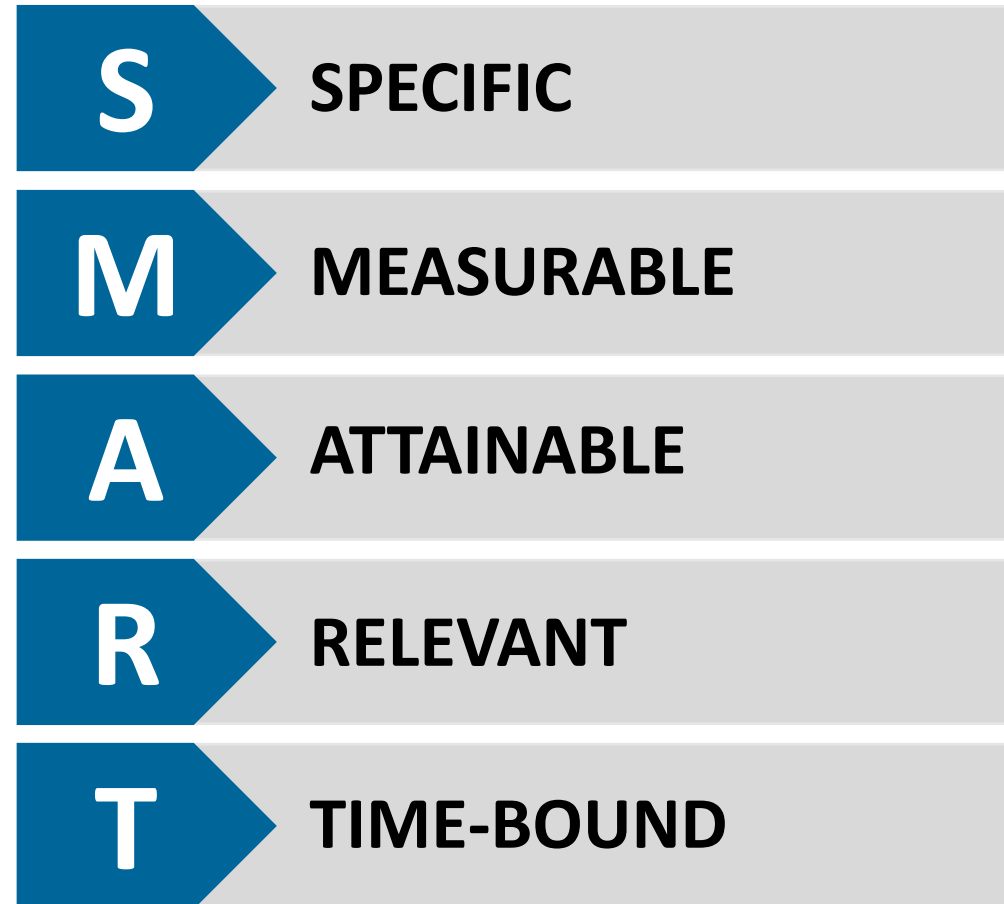 S SPECIFIC
M MEASURABLE
A ATTAINABLE
R RELEVANT
T TIME-BOUND